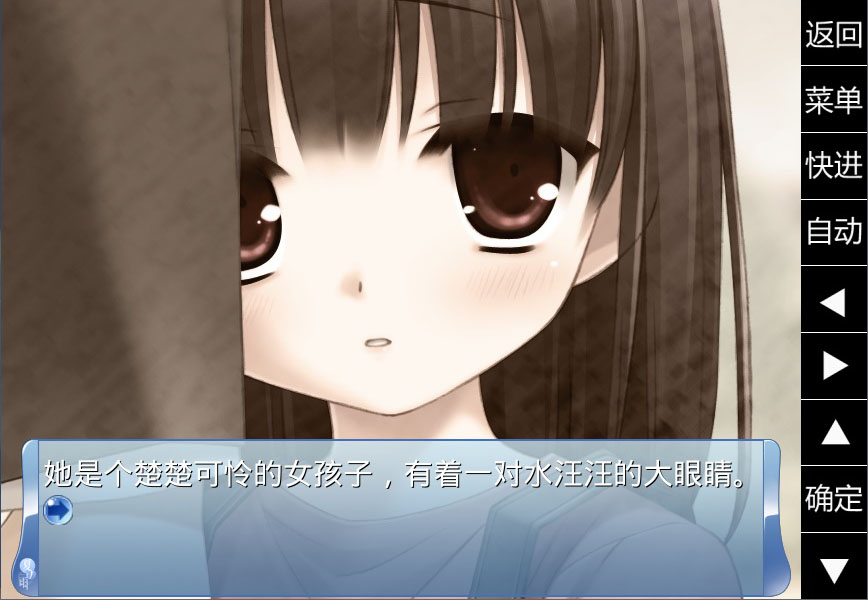 她是个楚楚可怜的女孩子，有着一对水汪汪的大眼睛。
返回
菜单
快进
自动
确定